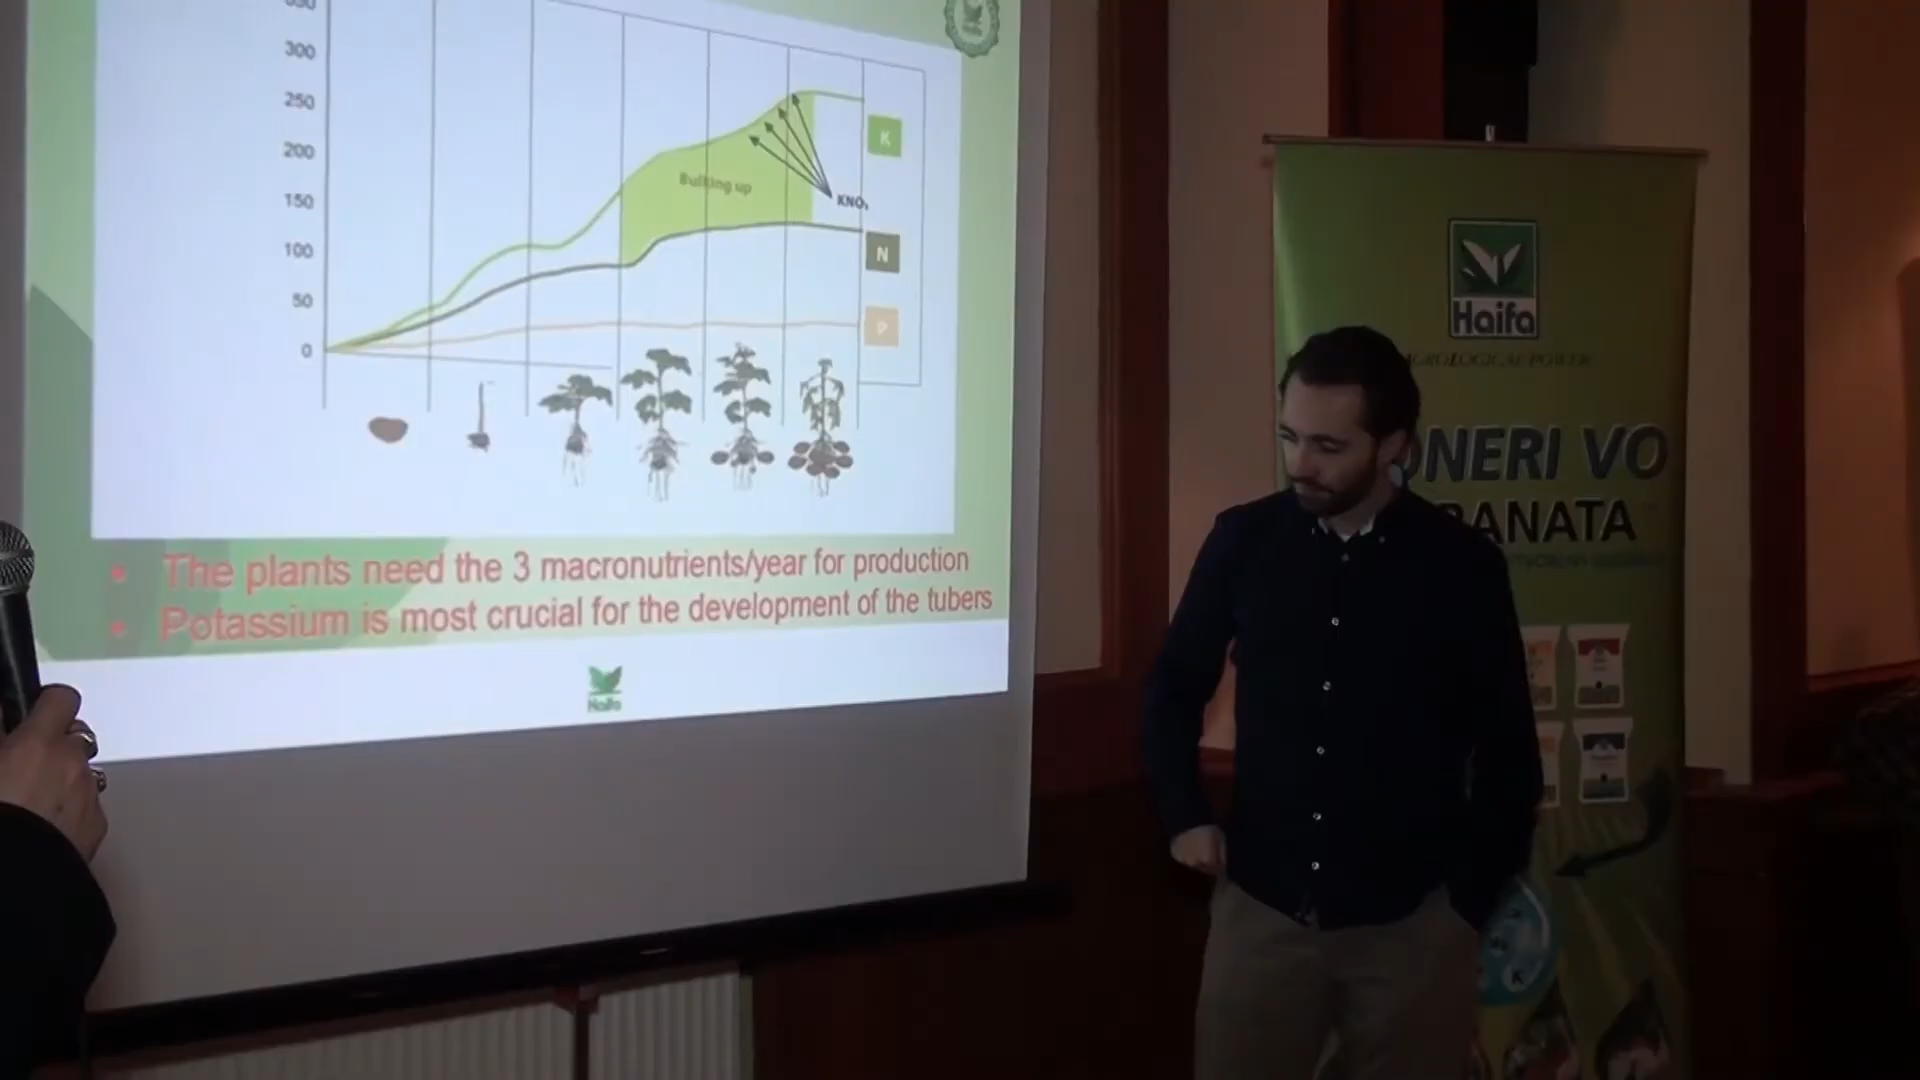 300
250
200
150
100
50
0
Bulking up
KNO₃
K
N
P
The plants need the 3 macronutrients/year for production
Potassium is most crucial for the development of the tubers
Haifa
Haifa
ONERI VO
RANATA